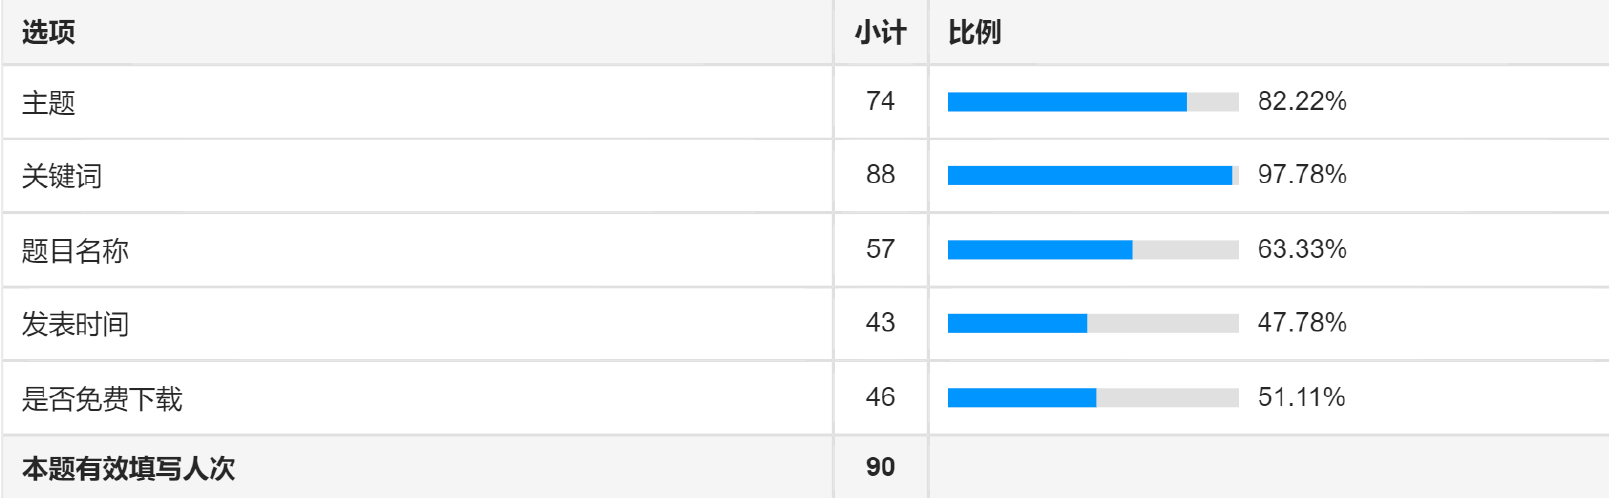 选项 小计 比例
主题 74 82.22%
关键词 88 97.78%
题目名称 57 63.33%
发表时间 43 47.78%
是否免费下载 46 51.11%
本题有效填写人次 90